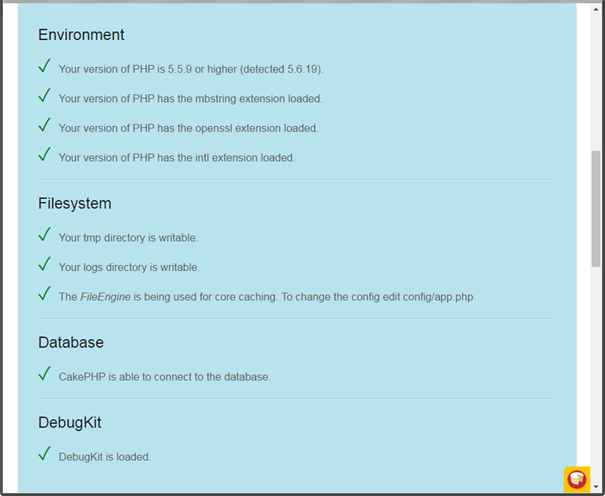 Environment
Your version of PHP is 5.5.9 or higher (detected 5.6.19).
Your version of PHP has the mbstring extension loaded.
Your version of PHP has the openssl extension loaded.
Your version of PHP has the intl extension loaded.
Filesystem
Your tmp directory is writable.
Your logs directory is writable.
The FileEngine is being used for core caching. To change the config edit config/app.php
Database
CakePHP is able to connect to the database.
DebugKit
DebugKit is loaded.